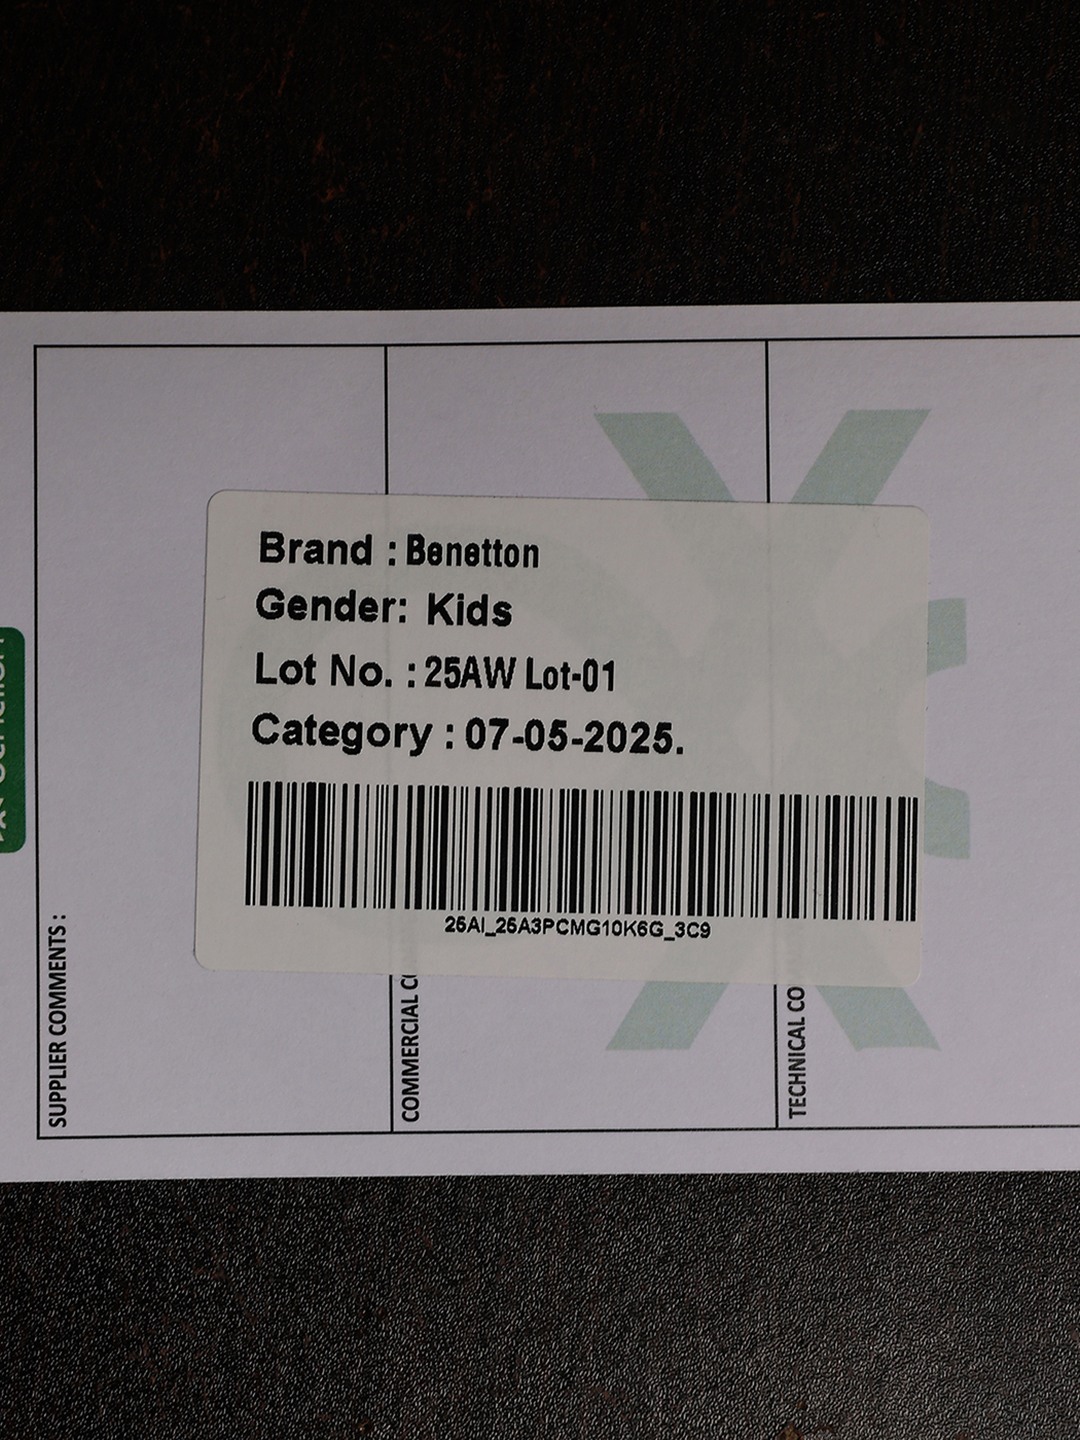 Brand : Benetton
Gender: Kids
Lot No. : 25AW Lot-01
Category : 07-05-2025.
25AI_25A3PCMG10K6G_3C9
SUPPLIER COMMENTS :
COMMERCIAL CO
TECHNICAL CO